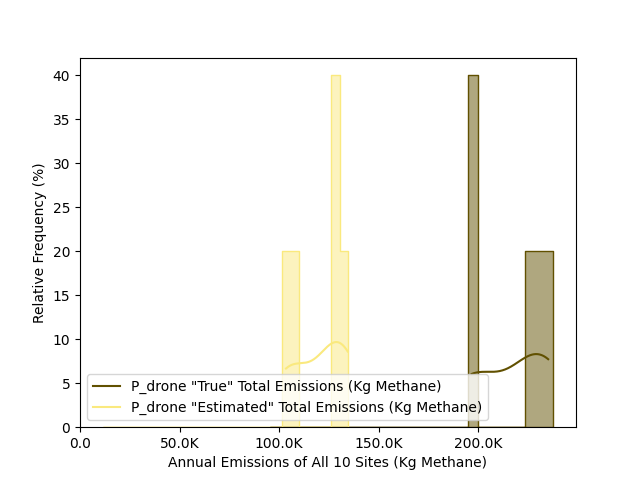 40
35
30
25
20
15
10
5
0
Relative Frequency (%)
P_drone "True" Total Emissions (Kg Methane)
P_drone "Estimated" Total Emissions (Kg Methane)
0.0 50.0K 100.0K 150.0K 200.0K
Annual Emissions of All 10 Sites (Kg Methane)